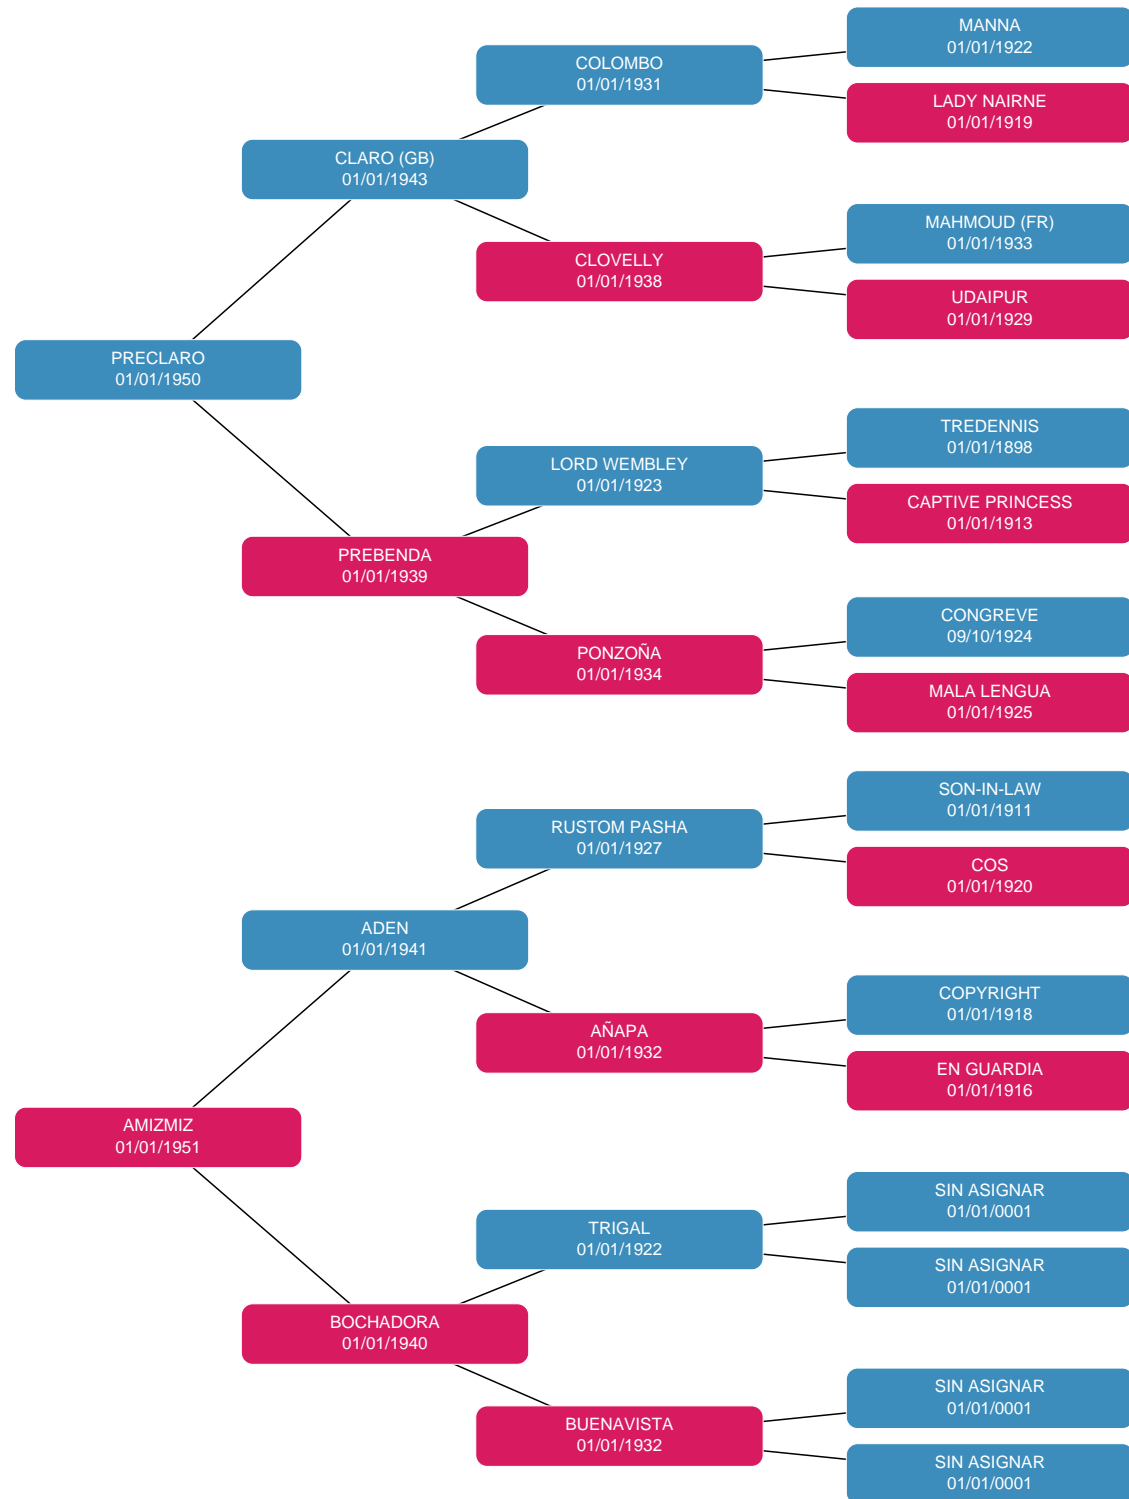 MANNA
01/01/1922
COLOMBO
01/01/1931
LADY NAIRNE
01/01/1919
CLARO (GB)
01/01/1943
MAHMOUD (FR)
01/01/1933
CLOVELLY
01/01/1938
UDAIPUR
01/01/1929
PRECLARO
01/01/1950
TREDENNIS
01/01/1898
LORD WEMBLEY
01/01/1923
CAPTIVE PRINCESS
01/01/1913
PREBENDA
01/01/1939
CONGREVE
09/10/1924
PONZOÑA
01/01/1934
MALA LENGUA
01/01/1925
SON-IN-LAW
01/01/1911
RUSTOM PASHA
01/01/1927
COS
01/01/1920
ADEN
01/01/1941
COPYRIGHT
01/01/1918
AÑAPA
01/01/1932
EN GUARDIA
01/01/1916
AMIZMIZ
01/01/1951
SIN ASIGNAR
01/01/0001
TRIGAL
01/01/1922
SIN ASIGNAR
01/01/0001
BOCHADORA
01/01/1940
SIN ASIGNAR
01/01/0001
BUENAVISTA
01/01/1932
SIN ASIGNAR
01/01/0001